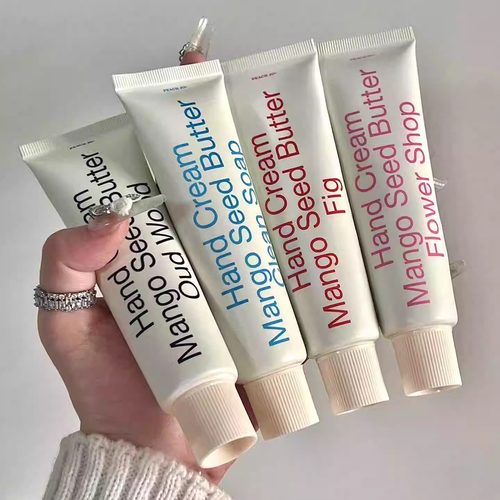 Hand Cream
Mango Seed Butter
Oud
Hand Cream
Mango Seed Butter
Clean Soap
Hand Cream
Mango Seed Butter
Fig
Hand Cream
Mango Seed Butter
Flower Shop